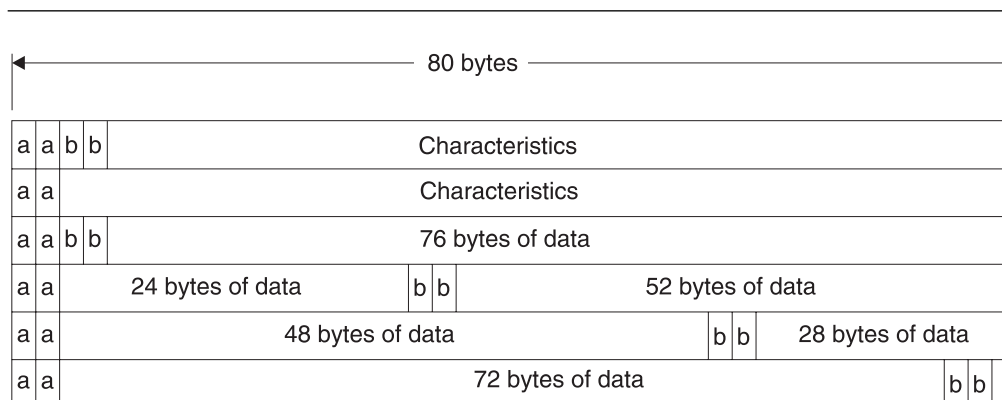 80 bytes
a a b b Characteristics
a a Characteristics
a a b b 76 bytes of data
a a 24 bytes of data b b 52 bytes of data
a a 48 bytes of data b b 28 bytes of data
a a 72 bytes of data b b